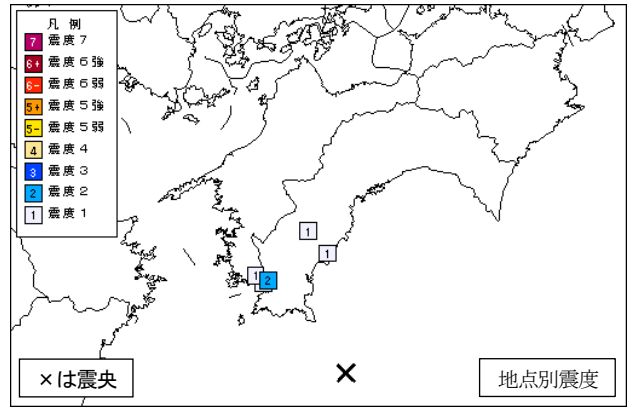 凡 例
7 震度7
6+ 震度6強
6- 震度6弱
5+ 震度5強
5- 震度5弱
4 震度4
3 震度3
2 震度2
1 震度1
1
1
1
2
×は震央
×
地点別震度